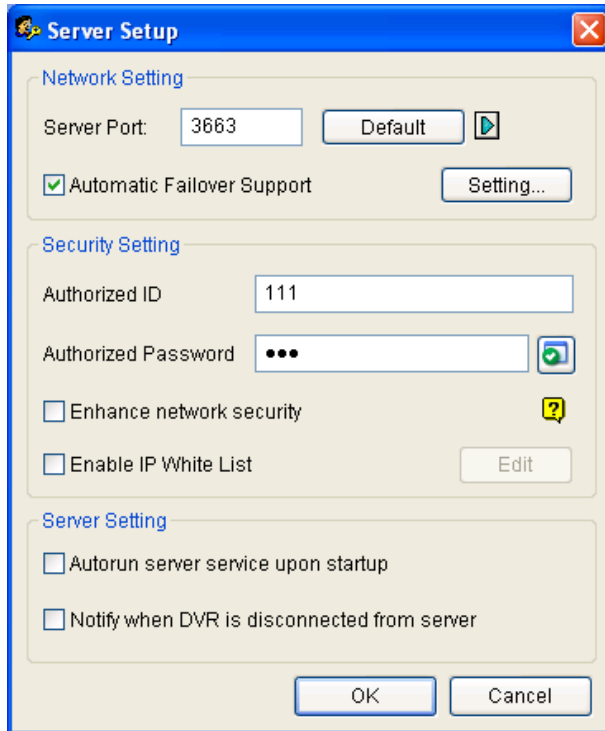 Server Setup
Network Setting
Server Port: 3663 Default
Automatic Failover Support Setting...
Security Setting
Authorized ID 111
Authorized Password •••
Enhance network security ?
Enable IP White List Edit
Server Setting
Autorun server service upon startup
Notify when DVR is disconnected from server
OK Cancel